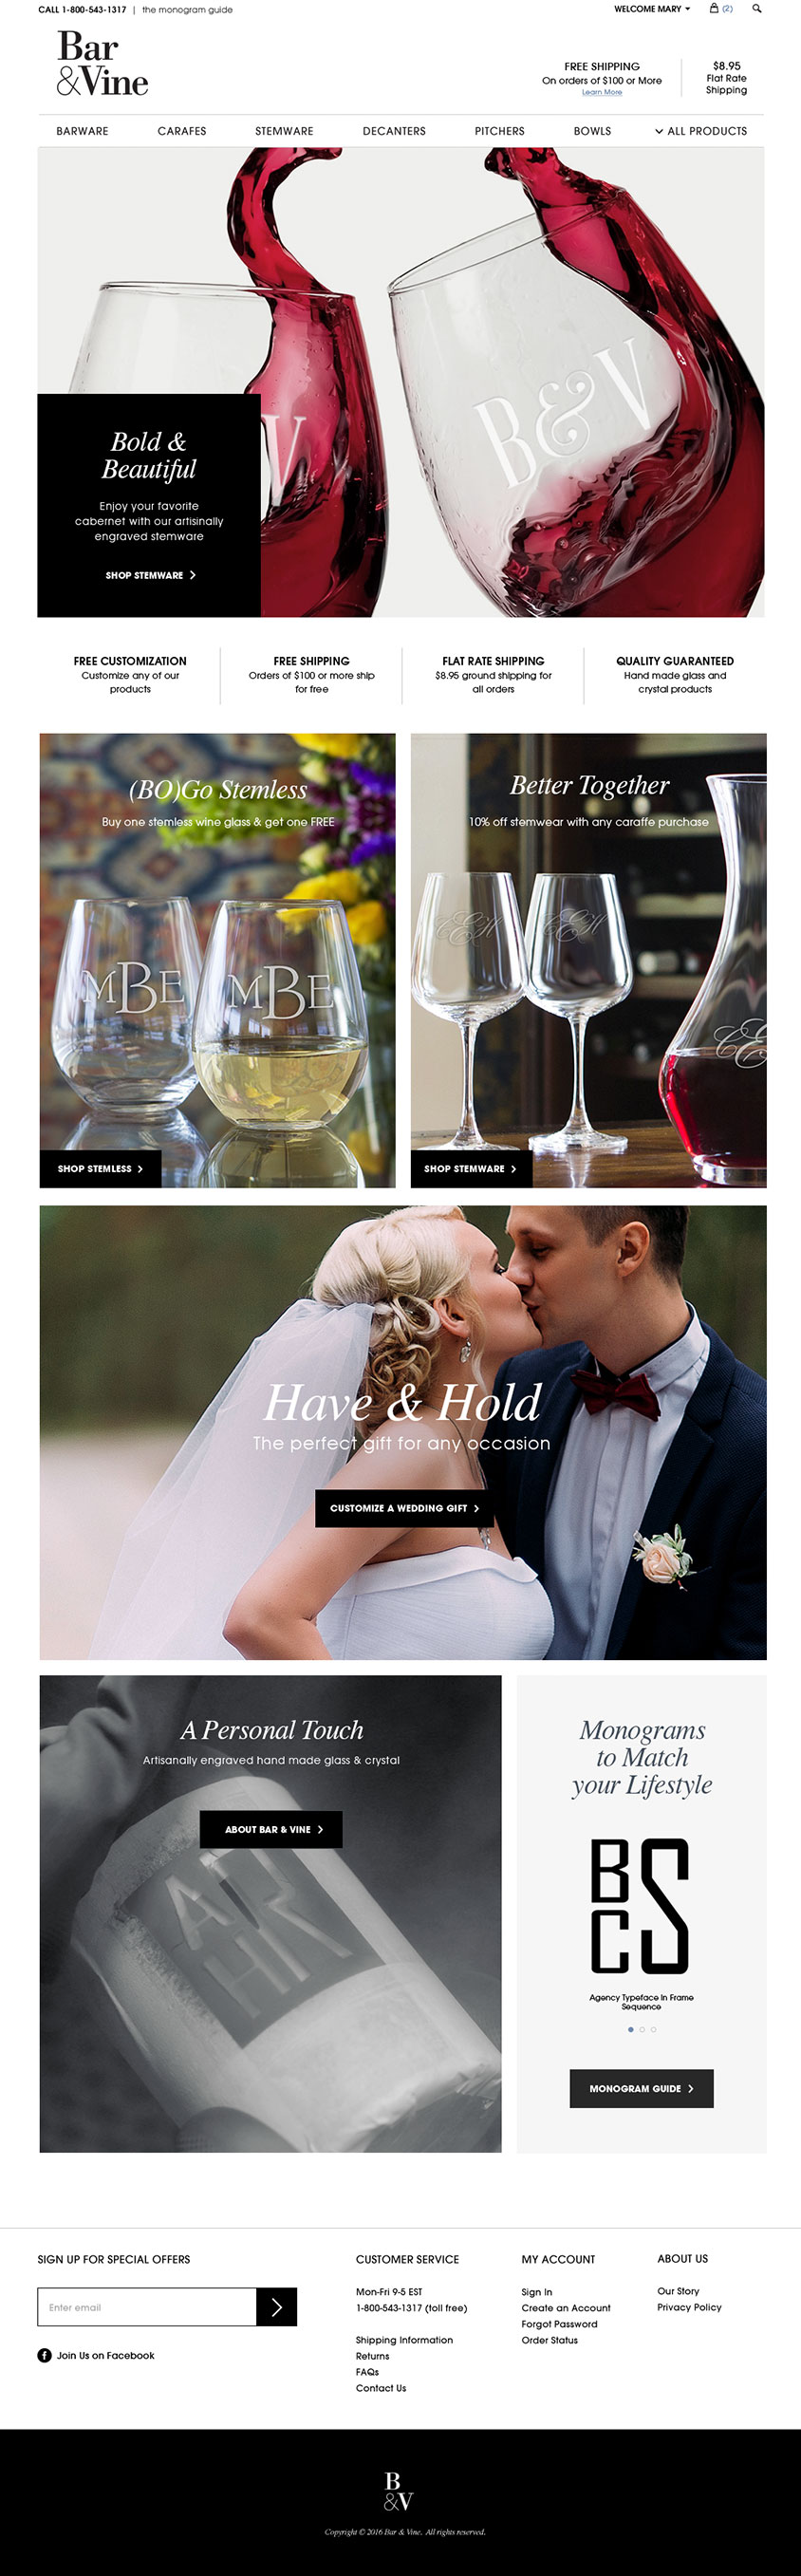 CALL 1-800-543-1317 | the monogram guide
WELCOME MARY
(2)
Bar
&Vine
FREE SHIPPING
On orders of $100 or More
Learn More
$8.95
Flat Rate
Shipping
BARWARE
CARAFES
STEMWARE
DECANTERS
PITCHERS
BOWLS
ALL PRODUCTS
B&V
V
Bold &
Beautiful
Enjoy your favorite
cabernet with our artisinally
engraved stemware
SHOP STEMWARE
FREE CUSTOMIZATION
Customize any of our
products
FREE SHIPPING
Orders of $100 or more ship
for free
FLAT RATE SHIPPING
$8.95 ground shipping for
all orders
QUALITY GUARANTEED
Hand made glass and
crystal products
(BO)Go Stemless
Buy one stemless wine glass & get one FREE
MBE
MBE
SHOP STEMLESS
Better Together
10% off stemwear with any caraffe purchase
SHOP STEMWARE
Have & Hold
The perfect gift for any occasion
CUSTOMIZE A WEDDING GIFT
A Personal Touch
Artisanally engraved hand made glass & crystal
ABOUT BAR & VINE
Monograms
to Match
your Lifestyle
B
C
S
Agency Typeface In Frame
Sequence
MONOGRAM GUIDE
SIGN UP FOR SPECIAL OFFERS
Enter email
Join Us on Facebook
CUSTOMER SERVICE
Mon-Fri 9-5 EST
1-800-543-1317 (toll free)
Shipping Information
Returns
FAQs
Contact Us
MY ACCOUNT
Sign In
Create an Account
Forgot Password
Order Status
ABOUT US
Our Story
Privacy Policy
B
&V
Copyright © 2016 Bar & Vine. All rights reserved.